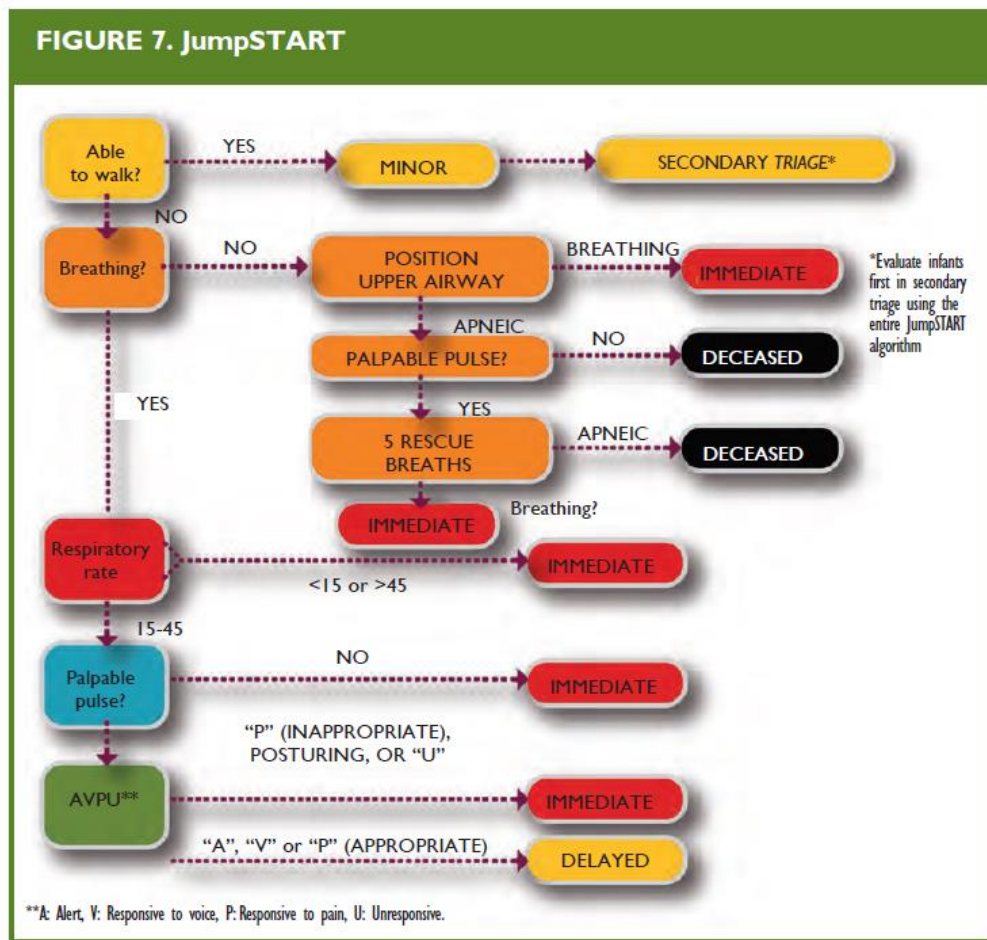 FIGURE 7. JumpSTART
Able
to walk?
YES
MINOR
SECONDARY TRIAGE*
NO
Breathing?
NO
POSITION
UPPER AIRWAY
BREATHING
IMMEDIATE
*Evaluate infants
first in secondary
triage using the
entire JumpSTART
algorithm
APNEIC
PALPABLE PULSE?
NO
DECEASED
YES
YES
5 RESCUE
BREATHS
APNEIC
DECEASED
IMMEDIATE
Breathing?
Respiratory
rate
<15 or >45
IMMEDIATE
15-45
Palpable
pulse?
NO
IMMEDIATE
“P” (INAPPROPRIATE),
POSTURING, OR “U”
AVPU**
IMMEDIATE
“A”, “V” or “P” (APPROPRIATE)
DELAYED
**A: Alert, V: Responsive to voice, P: Responsive to pain, U: Unresponsive.